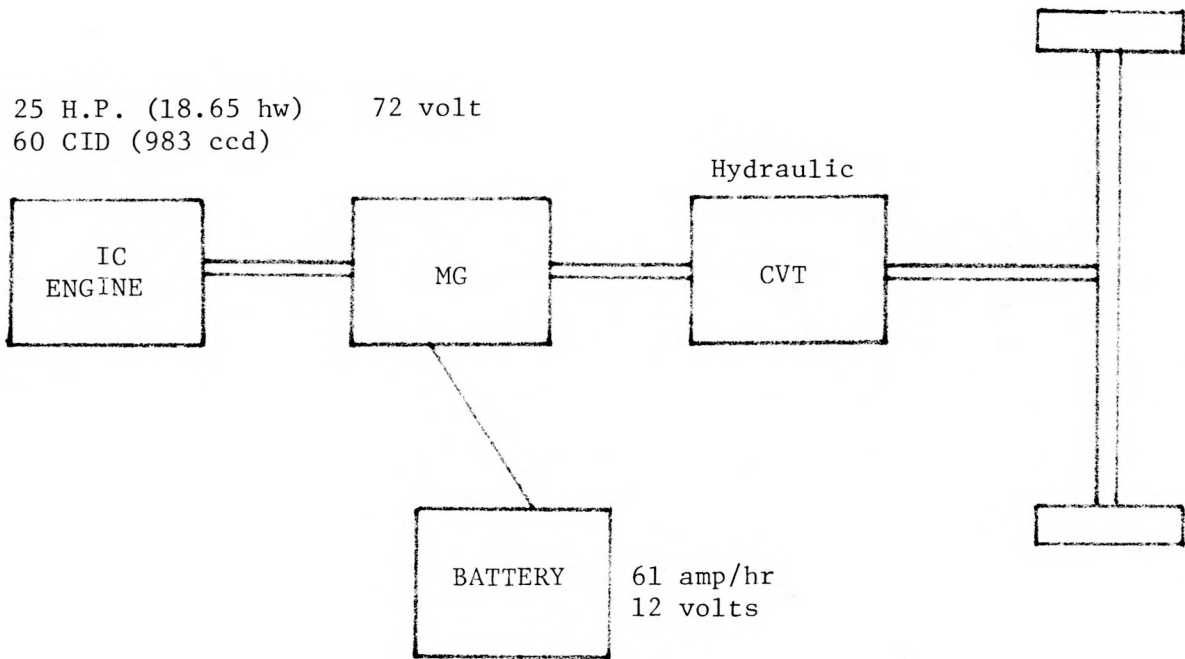 25 H.P. (18.65 hw) 72 volt
60 CID (983 ccd)
Hydraulic
IC
ENGINE
MG
CVT
BATTERY
61 amp/hr
12 volts